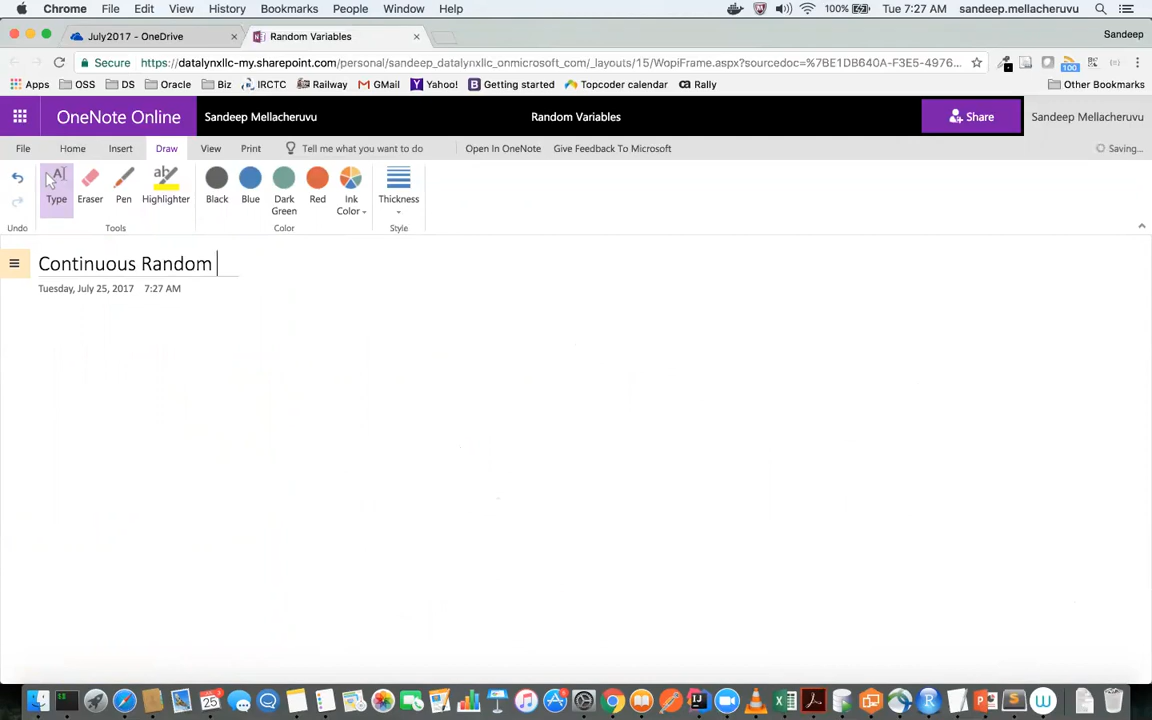 Chrome File Edit View History Bookmarks People Window Help 100% Tue 7:27 AM sandeep.mellacheruvu
July2017 - OneDrive × Random Variables × Sandeep
Secure https://datalynxllc-my.sharepoint.com/personal/sandeep_datalynxllc_onmicrosoft_com/_layouts/15/WopiFrame.aspx?sourcedoc=%7BE1DB640A-F3E5-4976... 100
Apps OSS DS Oracle Biz IRCTC Railway GMail Yahoo! Getting started Topcoder calendar Rally Other Bookmarks
OneNote Online Sandeep Mellacheruvu Random Variables Share Sandeep Mellacheruvu
File Home Insert Draw View Print Tell me what you want to do Open In OneNote Give Feedback To Microsoft Saving...
Type Eraser Pen Highlighter Black Blue Dark Green Red Ink Color Thickness
Undo Tools Color Style
Continuous Random
Tuesday, July 25, 2017 7:27 AM